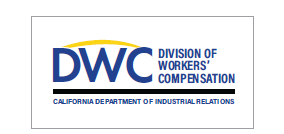 DWC
DIVISION OF
WORKERS'
COMPENSATION
CALIFORNIA DEPARTMENT OF INDUSTRIAL RELATIONS